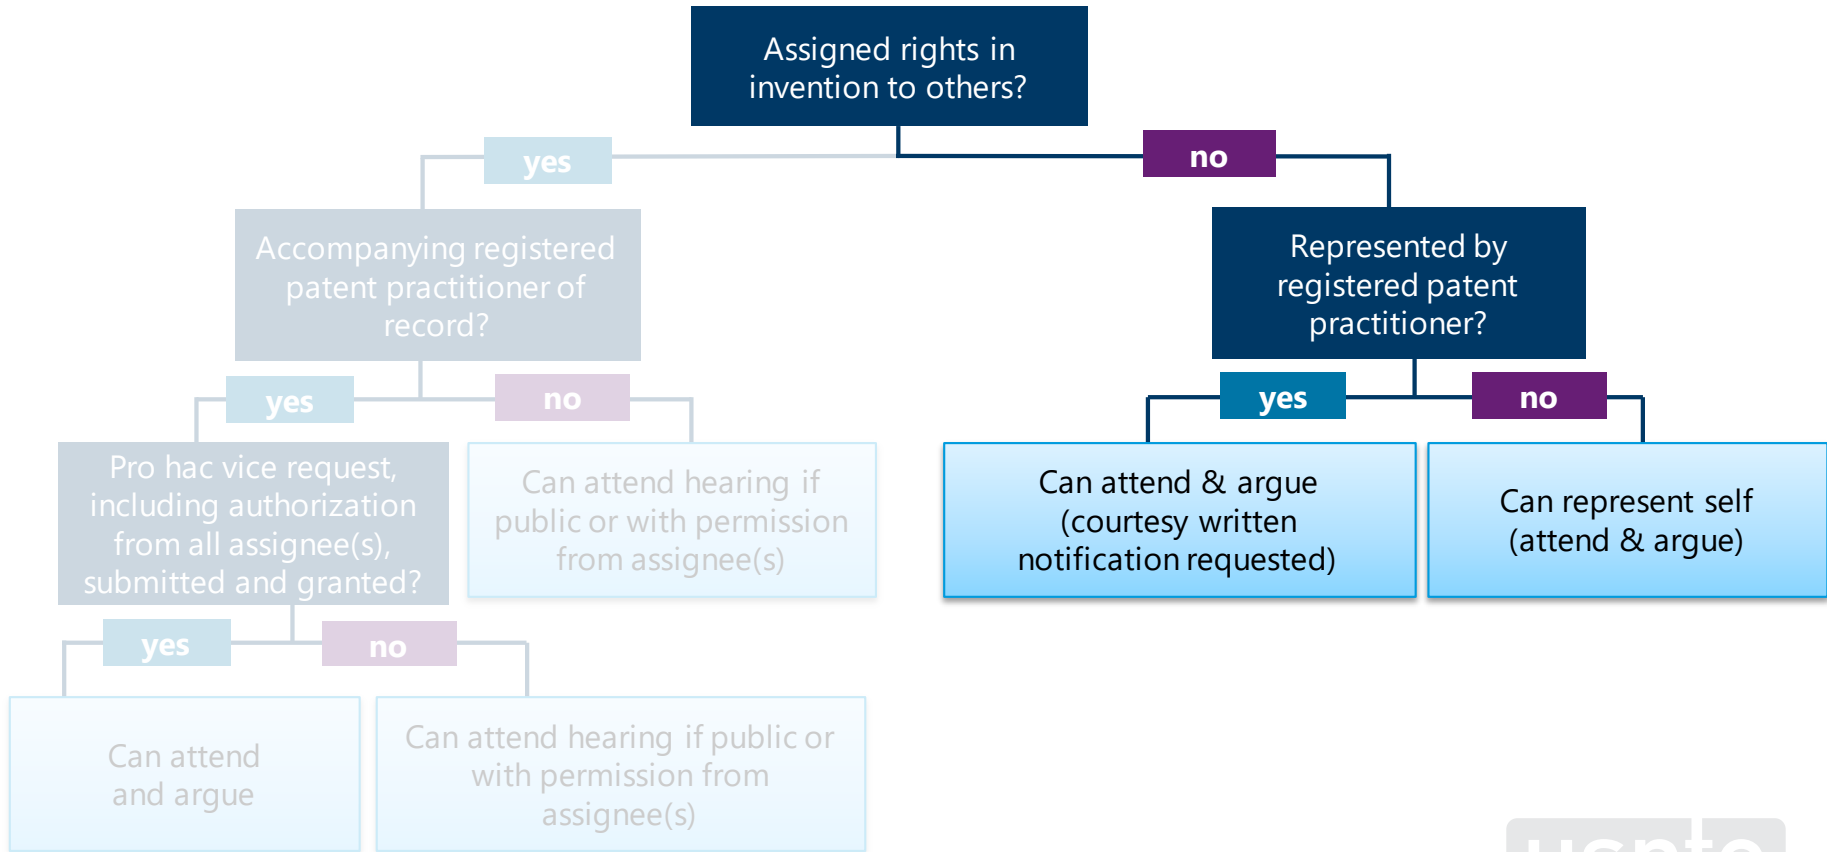 Assigned rights in
invention to others?
yes
no
Accompanying registered
patent practitioner of
record?
Represented by
registered patent
practitioner?
yes
no
yes
no
Pro hac vice request,
including authorization
from all assignee(s),
submitted and granted?
Can attend hearing if
public or with permission
from assignee(s)
Can attend & argue
(courtesy written
notification requested)
Can represent self
(attend & argue)
yes
no
Can attend
and argue
Can attend hearing if public or
with permission from
assignee(s)
uspto